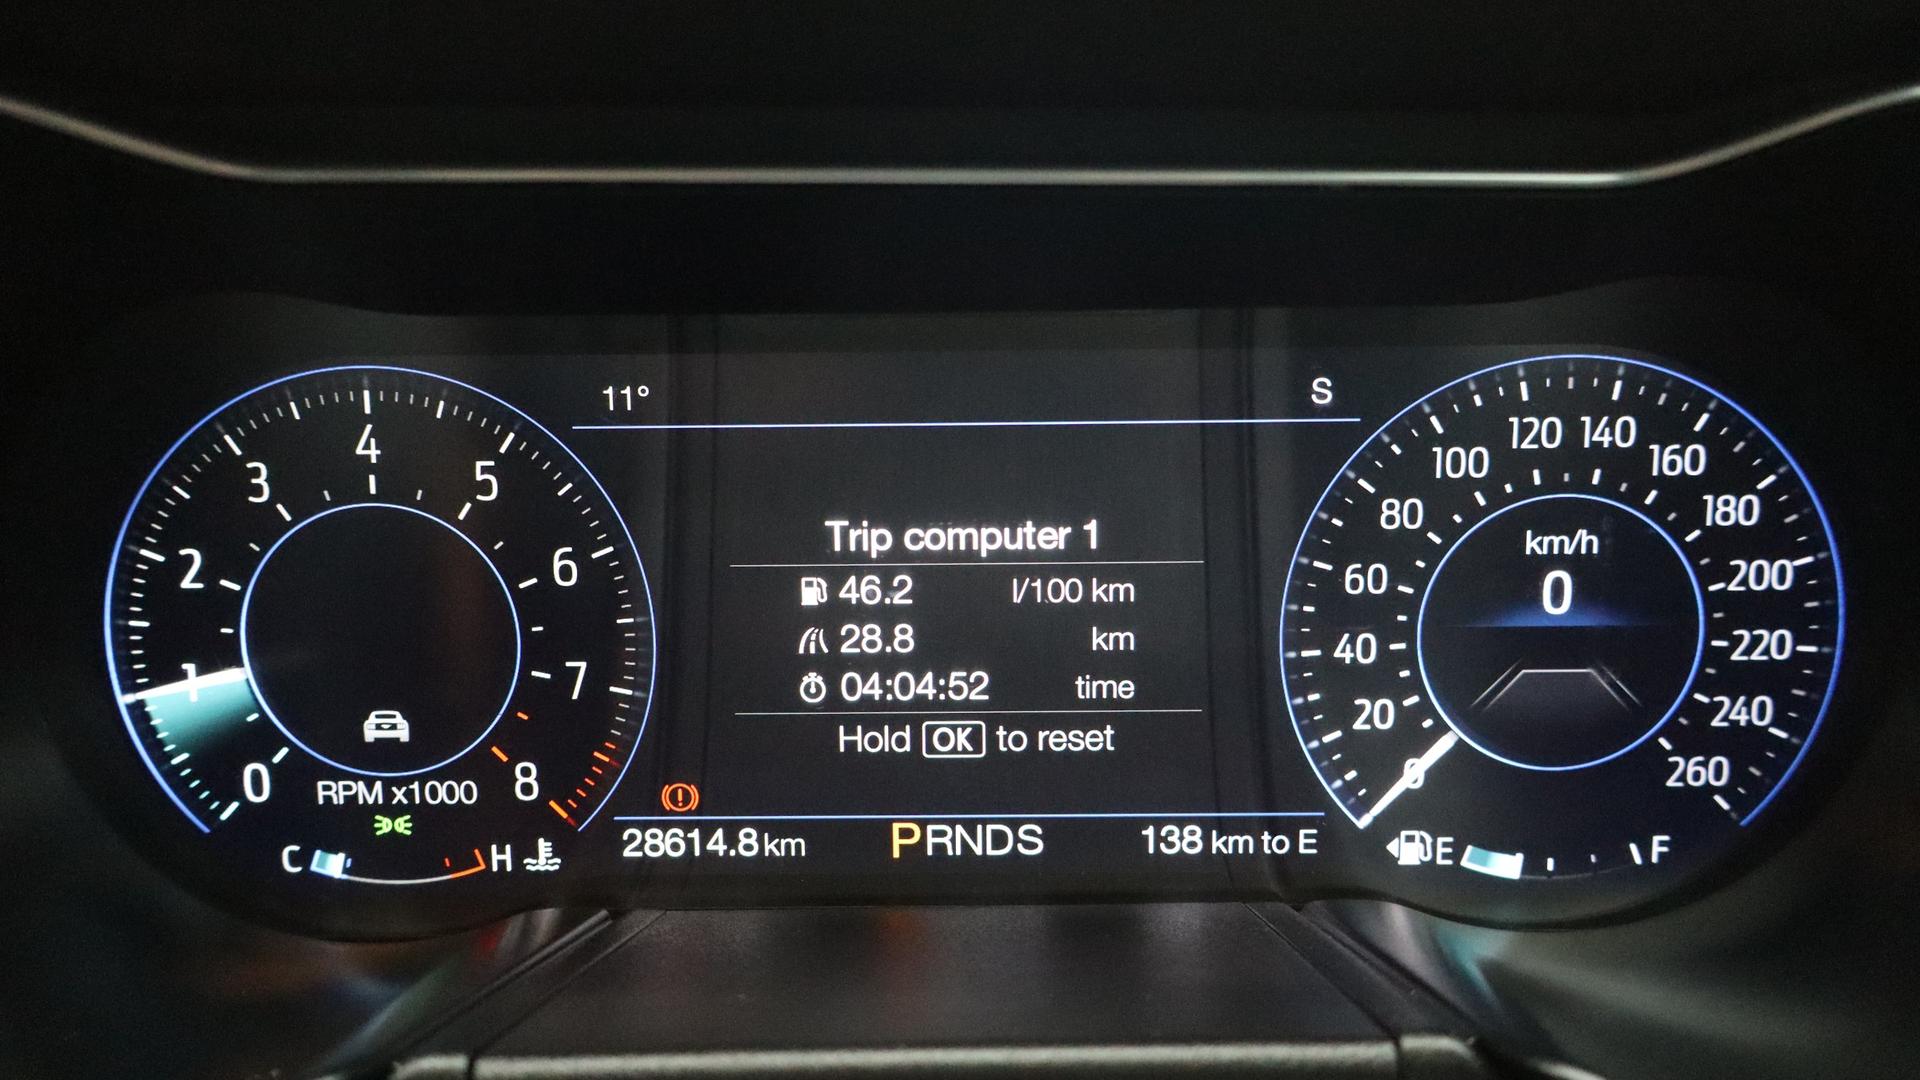 11° S
4
3 5
2 6
1 7
0 8
RPM x1000
C H
Trip computer 1
46.2 l/100 km
28.8 km
04:04:52 time
Hold OK to reset
28614.8 km PRNDS 138 km to E
120 140
100 160
80 180
60 200
40 220
20 240
0 260
km/h
0
E F